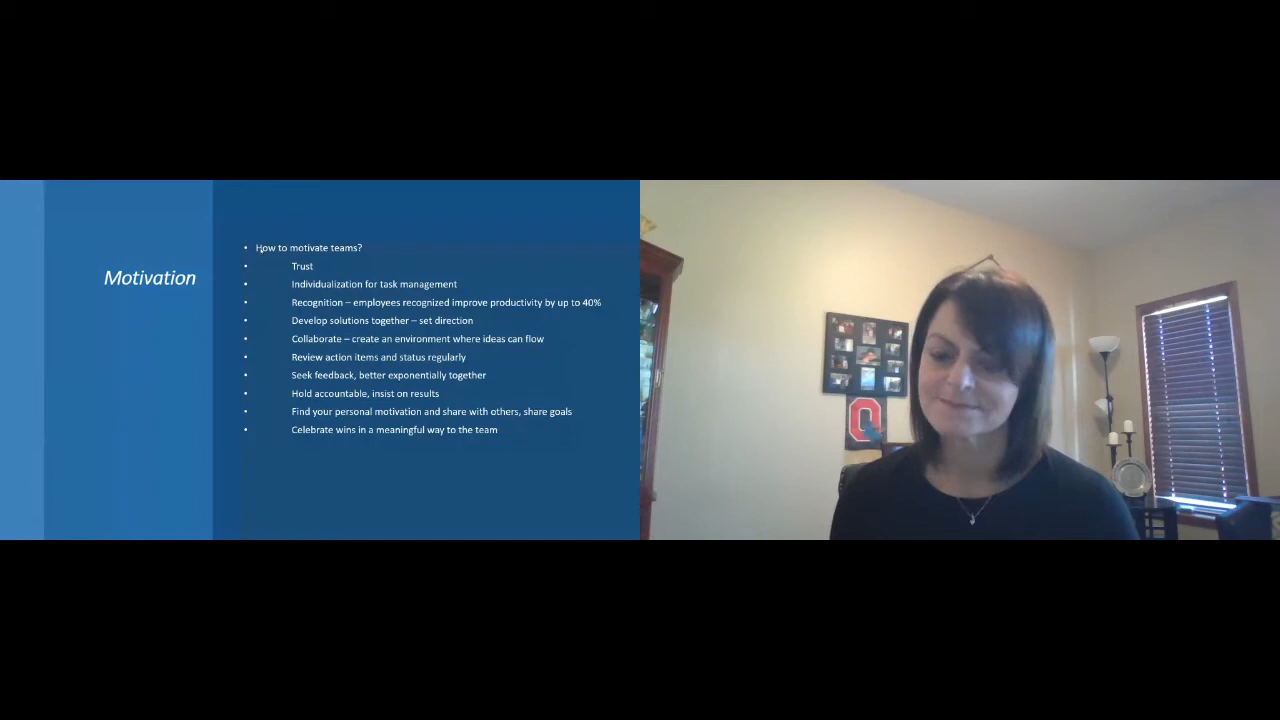 Motivation
• How to motivate teams?
• Trust
• Individualization for task management
• Recognition – employees recognized improve productivity by up to 40%
• Develop solutions together – set direction
• Collaborate – create an environment where ideas can flow
• Review action items and status regularly
• Seek feedback, better exponentially together
• Hold accountable, insist on results
• Find your personal motivation and share with others, share goals
• Celebrate wins in a meaningful way to the team
O